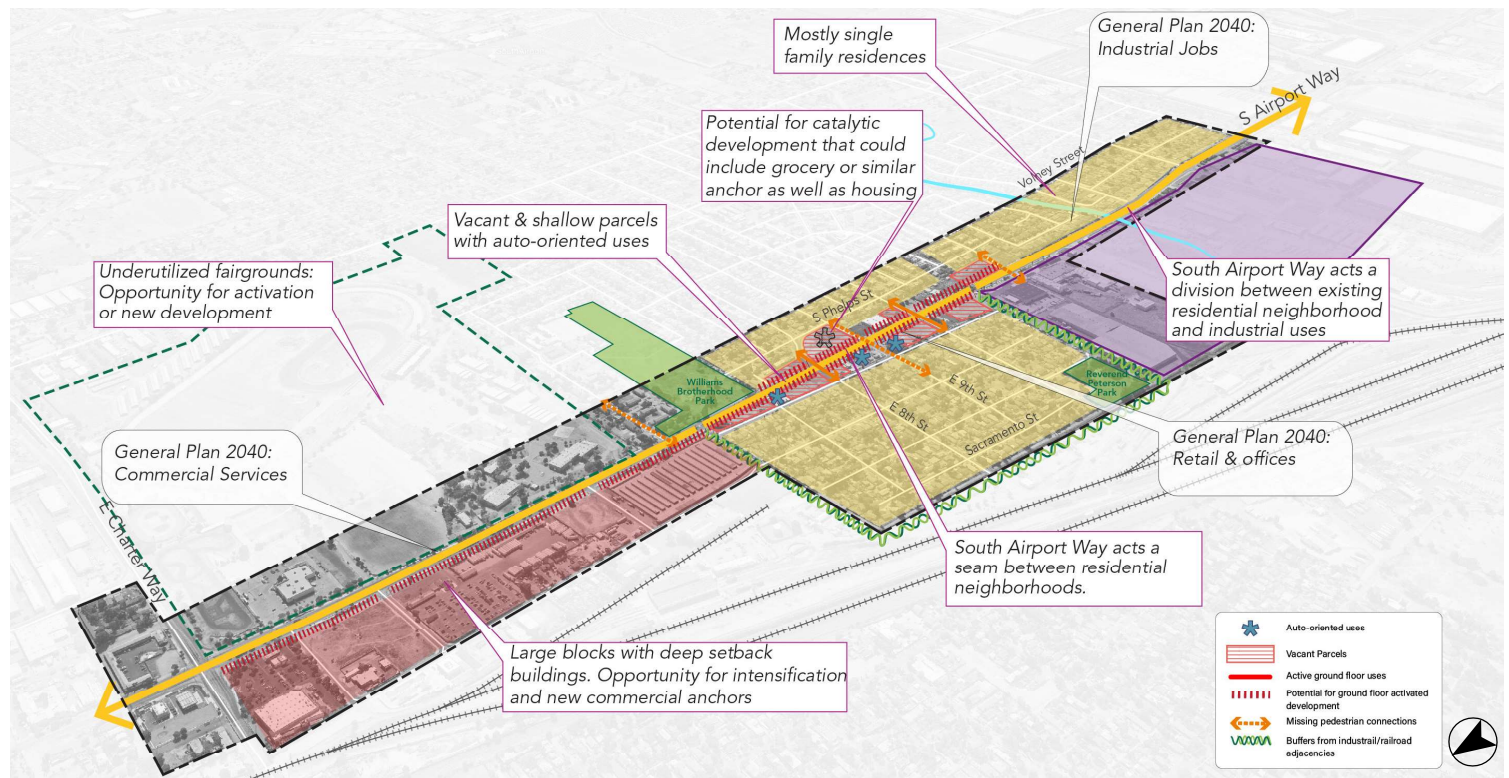 Mostly single
family residences
General Plan 2040:
Industrial Jobs
S Airport Way
Potential for catalytic
development that could
include grocery or similar
anchor as well as housing
Volney Street
Vacant & shallow parcels
with auto-oriented uses
Underutilized fairgrounds:
Opportunity for activation
or new development
South Airport Way acts a
division between existing
residential neighborhood
and industrial uses
S Phelps St
Williams
Brotherhood
Park
Reverend
Peterson
Park
E 9th St
E 8th St
Sacramento St
General Plan 2040:
Retail & offices
General Plan 2040:
Commercial Services
E Charter Way
South Airport Way acts a
seam between residential
neighborhoods.
Large blocks with deep setback
buildings. Opportunity for intensification
and new commercial anchors
Auto-oriented uses
Vacant Parcels
Active ground floor uses
Potential for ground floor activated
development
Missing pedestrian connections
Buffers from industrail/railroad
adjacencies